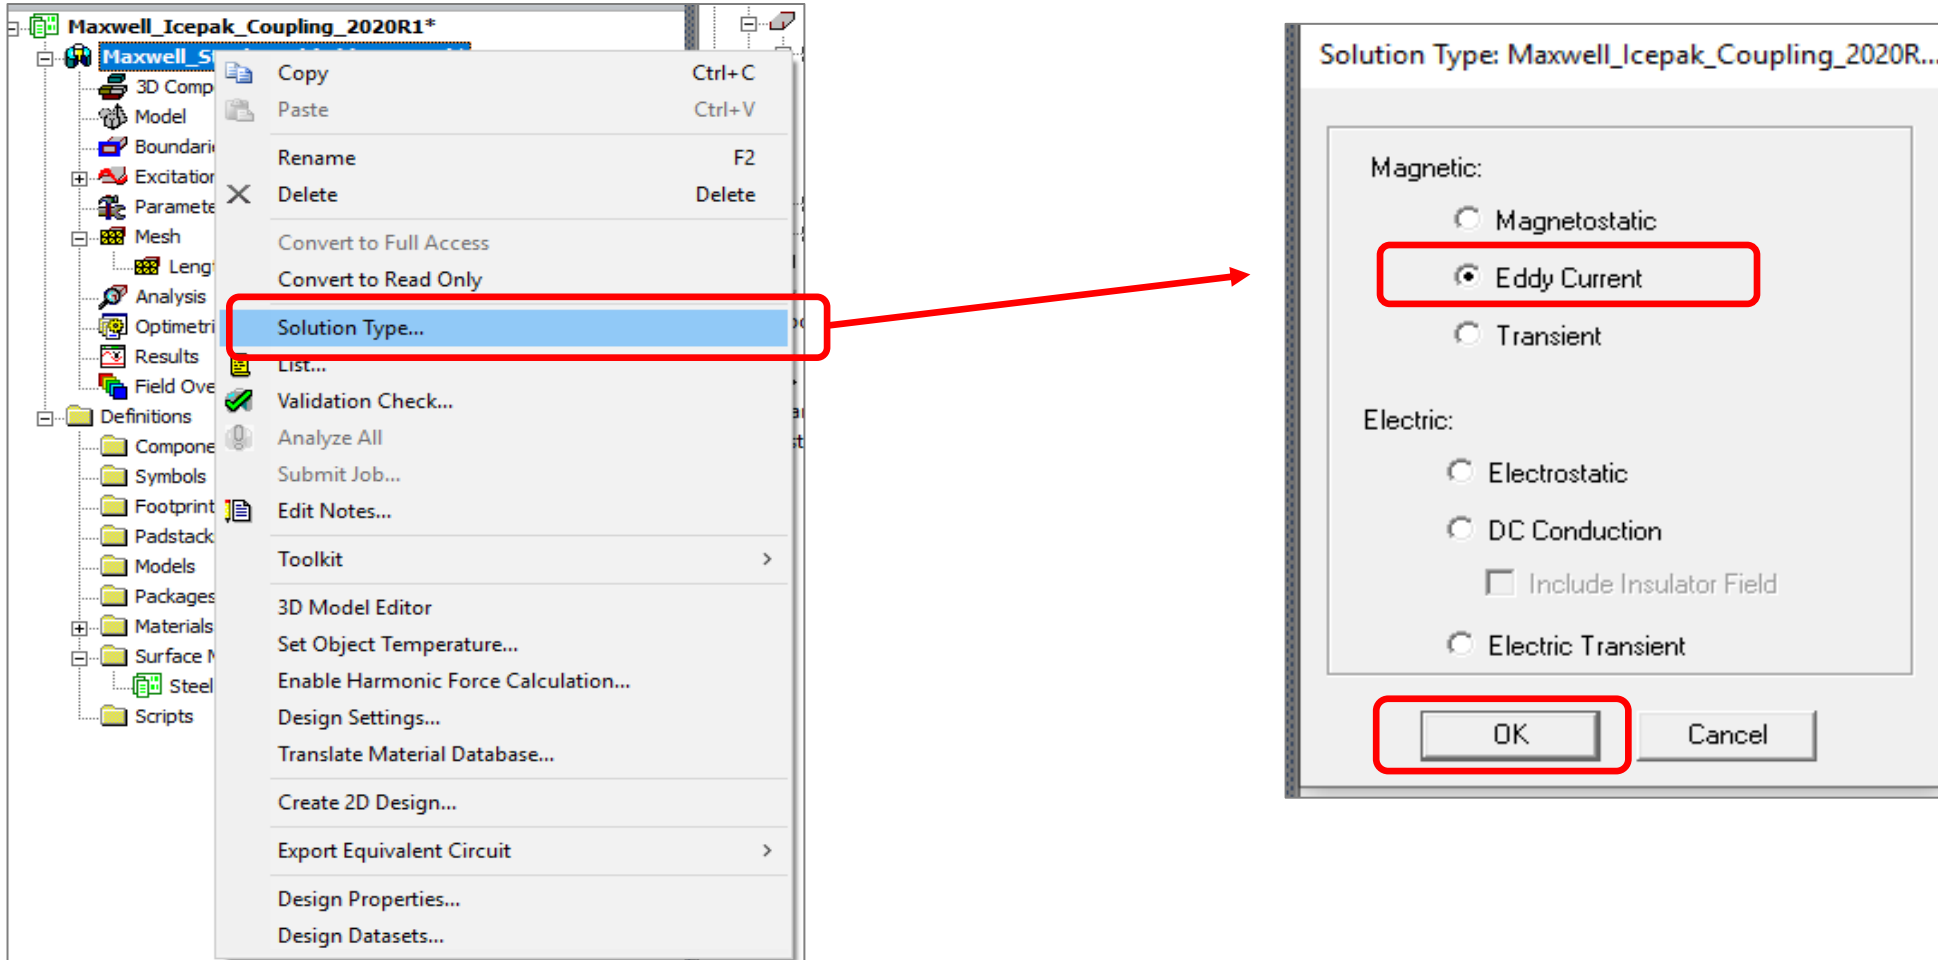 Maxwell_Icepak_Coupling_2020R1*
3D Comp
Model
Boundari
Excitation
Paramete
Mesh
Leng
Analysis
Optimetri
Results
Field Ove
Definitions
Compone
Symbols
Footprint
Padstack
Models
Packages
Materials
Surface M
Steel
Scripts
Copy Ctrl+C
Paste Ctrl+V
Rename F2
Delete Delete
Convert to Full Access
Convert to Read Only
Solution Type...
List...
Validation Check...
Analyze All
Submit Job...
Edit Notes...
Toolkit >
3D Model Editor
Set Object Temperature...
Enable Harmonic Force Calculation...
Design Settings...
Translate Material Database...
Create 2D Design...
Export Equivalent Circuit >
Design Properties...
Design Datasets...
Solution Type: Maxwell_Icepak_Coupling_2020R...
Magnetic:
Magnetostatic
Eddy Current
Transient
Electric:
Electrostatic
DC Conduction
Include Insulator Field
Electric Transient
OK Cancel